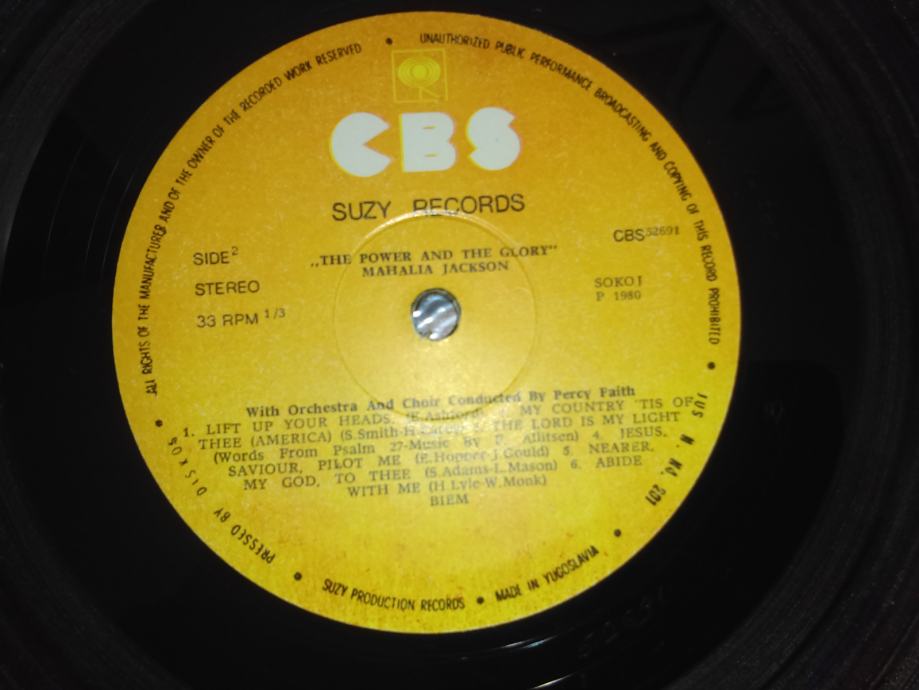 ALL RIGHTS OF THE MANUFACTURER AND OF THE OWNER OF THE RECORDED WORK RESERVED • UNAUTHORIZED PUBLIC PERFORMANCE BROADCASTING AND COPYING OF THIS RECORD PROHIBITED •
CBS
SUZY RECORDS
CBS 52691
SIDE 2
„THE POWER AND THE GLORY"
MAHALIA JACKSON
STEREO
SOKOJ
P 1980
33 RPM 1/3
With Orchestra And Choir Conducted By Percy Faith
1. LIFT UP YOUR HEADS. (E.Ashford) 2. MY COUNTRY 'TIS OF
THEE (AMERICA) (S.Smith-H. 3. THE LORD IS MY LIGHT
(Words From Psalm 27-Music By F. Allitsen) 4. JESUS,
SAVIOUR, PILOT ME (E.Hopper-J.Gould) 5. NEARER,
MY GOD, TO THEE (S.Adams-L.Mason) 6. ABIDE
WITH ME (H.Lyle-W.Monk)
BIEM
JUS N. NO. 201
PRESSED BY DISKOS •
• SUZY PRODUCTION RECORDS • MADE IN YUGOSLAVIA •